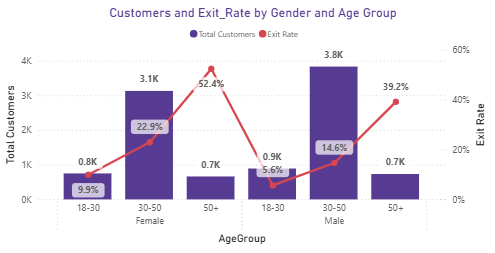 Customers and Exit_Rate by Gender and Age Group
Total Customers Exit Rate
Total Customers
4K
3K
2K
1K
0K
0.8K
3.1K
0.7K
0.9K
3.8K
0.7K
9.9%
22.9%
52.4%
5.6%
14.6%
39.2%
60%
40%
20%
0%
Exit Rate
18-30 30-50 50+ 18-30 30-50 50+
Female Male
AgeGroup